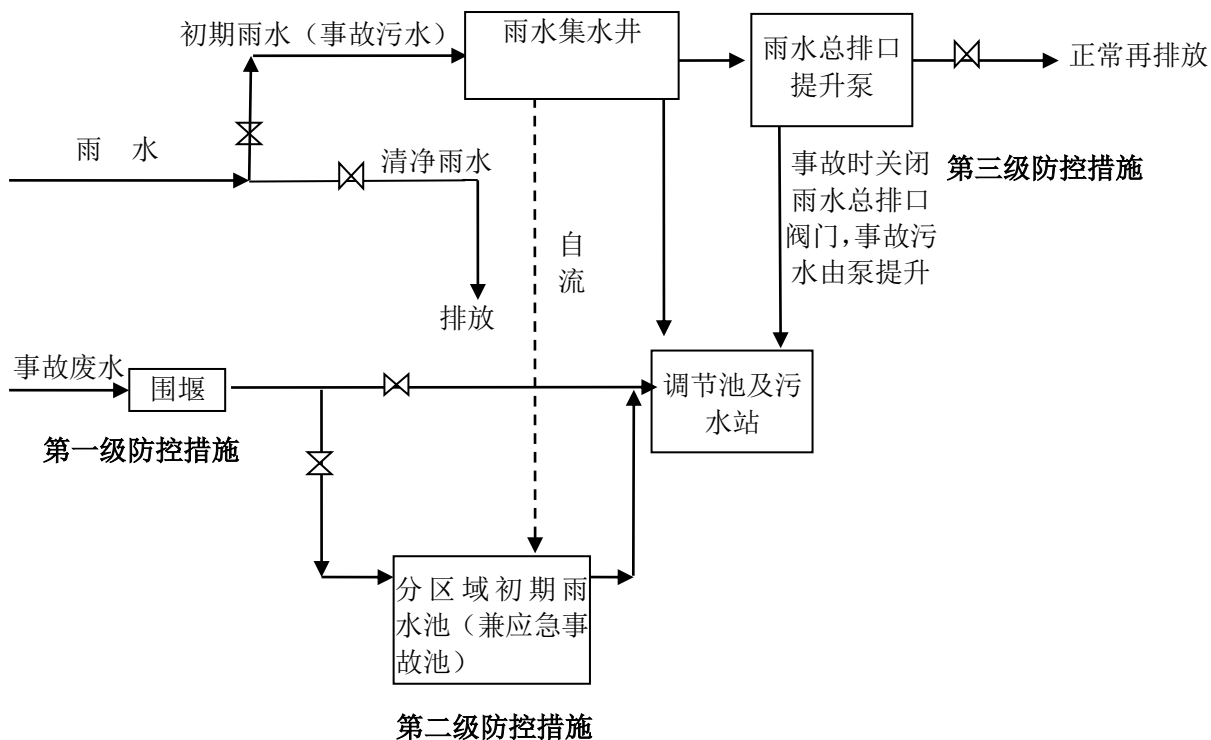 初期雨水（事故污水）
雨水集水井
雨水总排口
提升泵
正常再排放
雨 水
清净雨水
事故时关闭
雨水总排口
阀门，事故污
水由泵提升
第三级防控措施
自
流
排放
事故废水
围堰
调节池及污
水站
第一级防控措施
分区域初期雨
水池（兼应急事
故池）
第二级防控措施